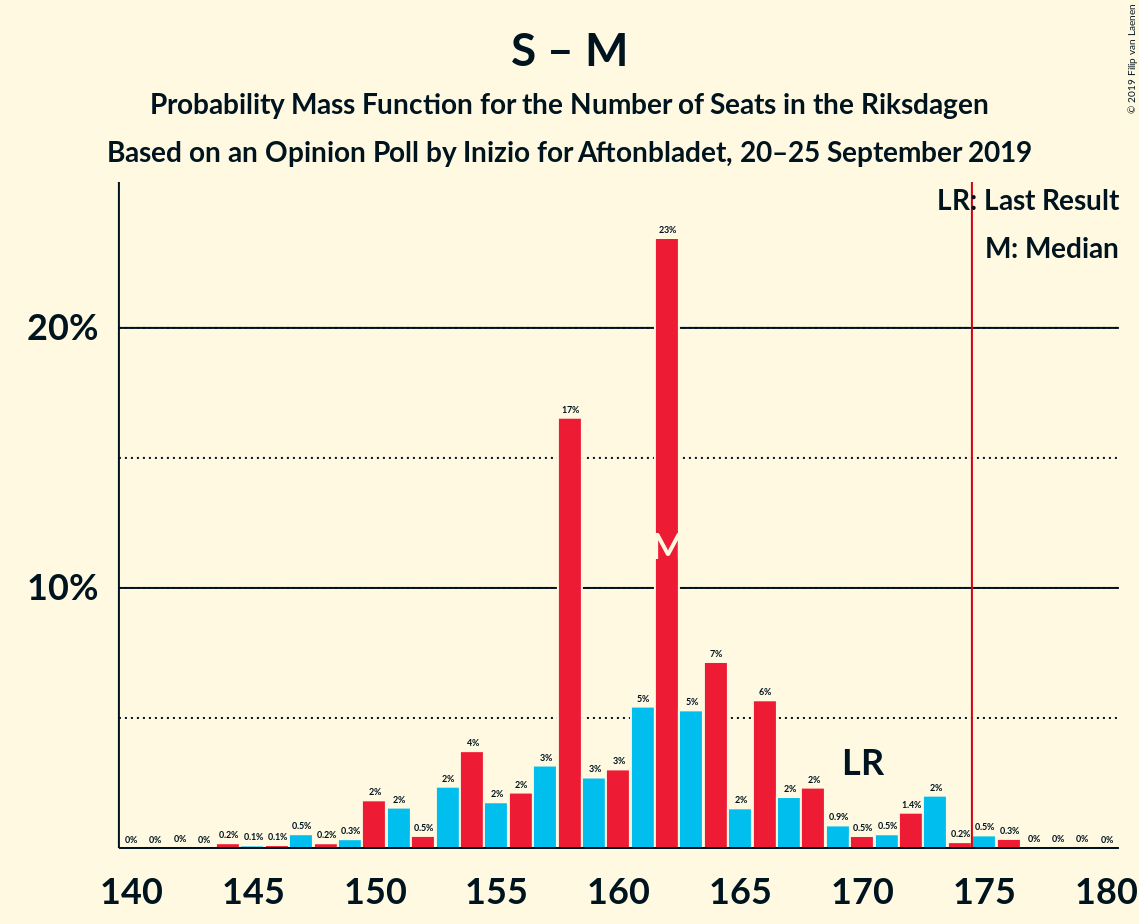 S – M
Probability Mass Function for the Number of Seats in the Riksdagen
Based on an Opinion Poll by Inizio for Aftonbladet, 20–25 September 2019
© 2019 Filip van Laenen
LR: Last Result
M: Median
20%
10%
0% 0% 0% 0% 0.2% 0.1% 0.1% 0.5% 0.2% 0.3% 2% 2% 0.5% 2% 4% 2% 2% 3% 17% 3% 3% 5% 23% 5% 7% 2% 6% 2% 2% 0.9% 0.5% 0.5% 1.4% 2% 0.2% 0.5% 0.3% 0% 0% 0% 0%
M
LR
140 145 150 155 160 165 170 175 180